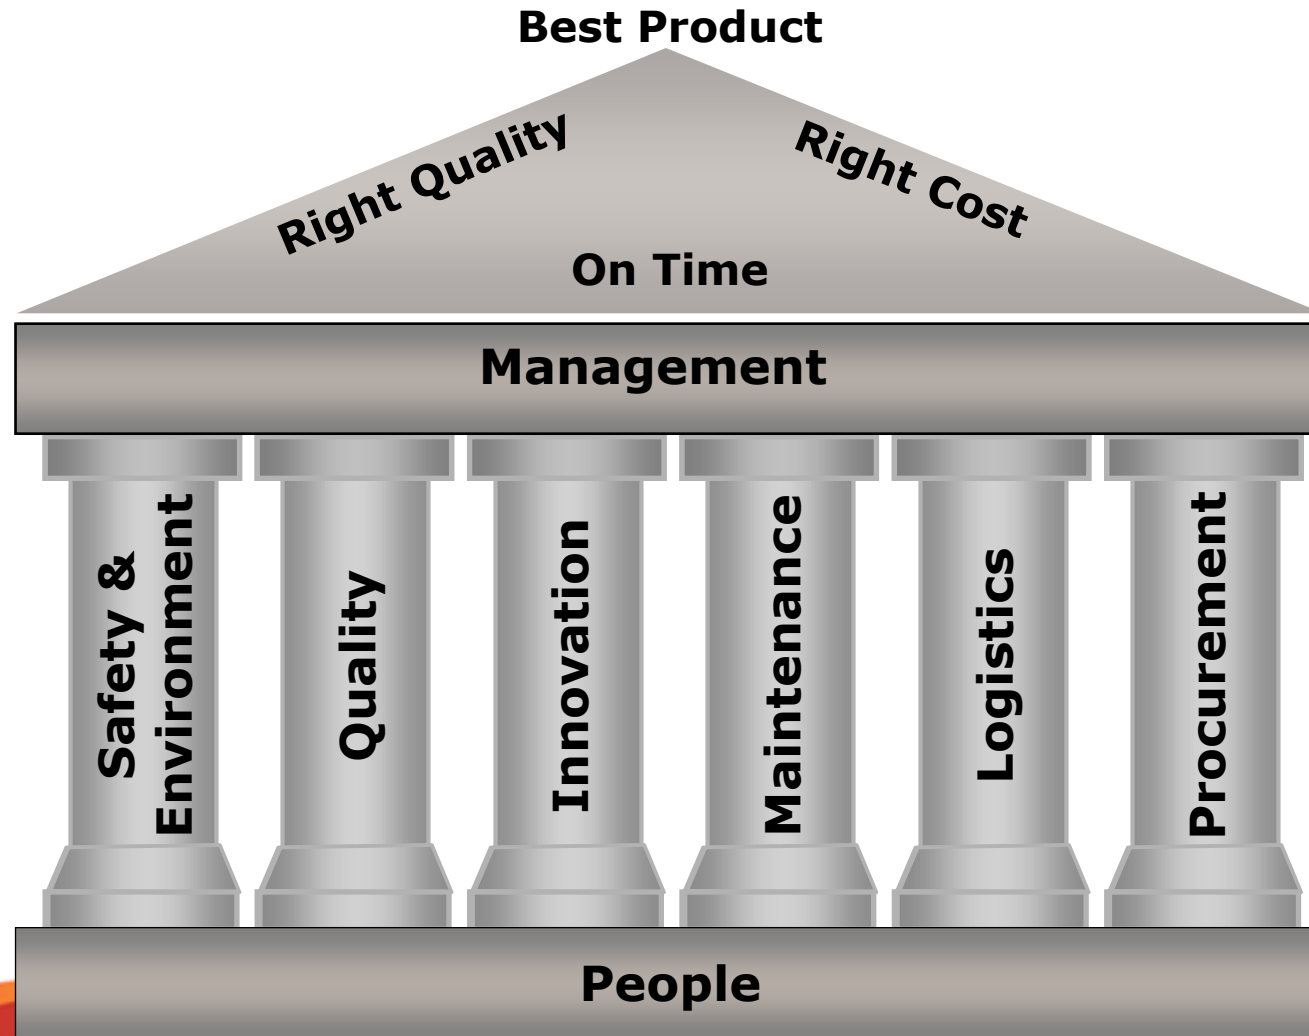 Best Product
Right Quality
Right Cost
On Time
Management
Safety &
Environment
Quality
Innovation
Maintenance
Logistics
Procurement
People